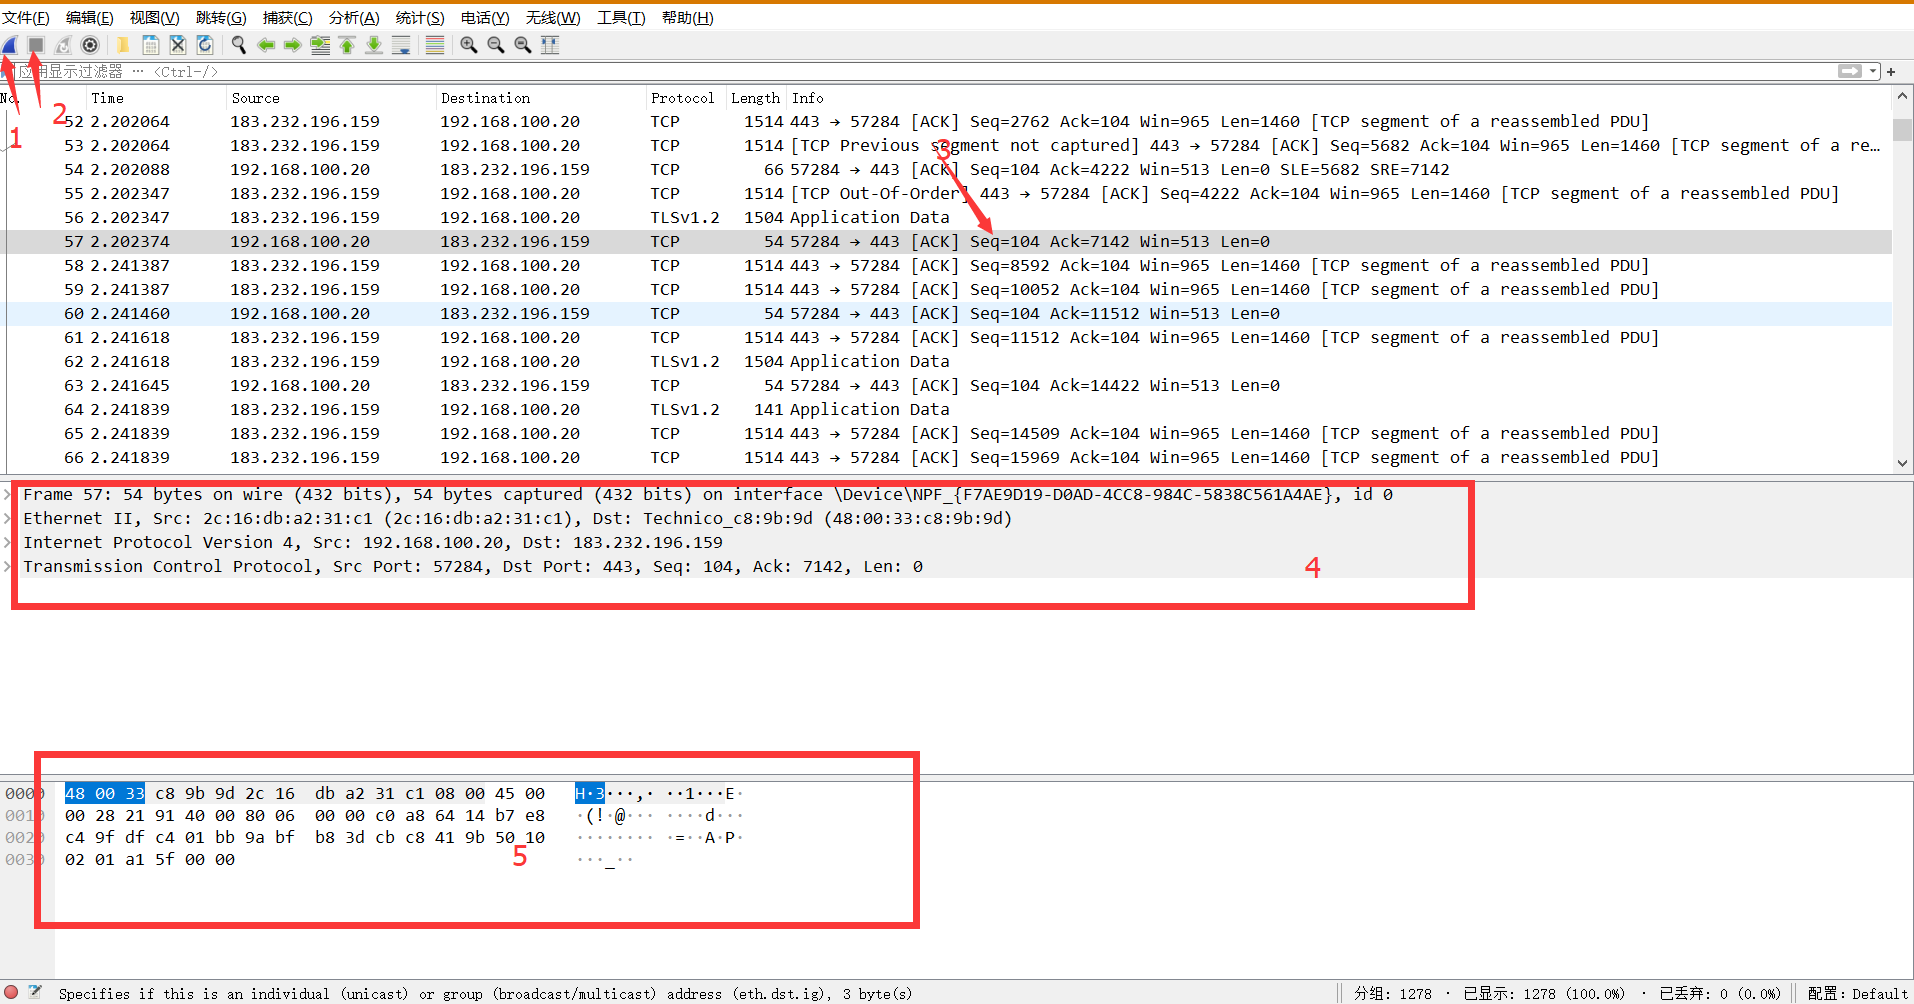 文件(F) 编辑(E) 视图(V) 跳转(G) 捕获(C) 分析(A) 统计(S) 电话(Y) 无线(W) 工具(T) 帮助(H)
应用显示过滤器 … <Ctrl-/>
No. Time Source Destination Protocol Length Info
1
2
3
52 2.202064 183.232.196.159 192.168.100.20 TCP 1514 443 → 57284 [ACK] Seq=2762 Ack=104 Win=965 Len=1460 [TCP segment of a reassembled PDU]
53 2.202064 183.232.196.159 192.168.100.20 TCP 1514 [TCP Previous segment not captured] 443 → 57284 [ACK] Seq=5682 Ack=104 Win=965 Len=1460 [TCP segment of a re…
54 2.202088 192.168.100.20 183.232.196.159 TCP 66 57284 → 443 [ACK] Seq=104 Ack=4222 Win=513 Len=0 SLE=5682 SRE=7142
55 2.202347 183.232.196.159 192.168.100.20 TCP 1514 [TCP Out-Of-Order] 443 → 57284 [ACK] Seq=4222 Ack=104 Win=965 Len=1460 [TCP segment of a reassembled PDU]
56 2.202347 183.232.196.159 192.168.100.20 TLSv1.2 1504 Application Data
57 2.202374 192.168.100.20 183.232.196.159 TCP 54 57284 → 443 [ACK] Seq=104 Ack=7142 Win=513 Len=0
58 2.241387 183.232.196.159 192.168.100.20 TCP 1514 443 → 57284 [ACK] Seq=8592 Ack=104 Win=965 Len=1460 [TCP segment of a reassembled PDU]
59 2.241387 183.232.196.159 192.168.100.20 TCP 1514 443 → 57284 [ACK] Seq=10052 Ack=104 Win=965 Len=1460 [TCP segment of a reassembled PDU]
60 2.241460 192.168.100.20 183.232.196.159 TCP 54 57284 → 443 [ACK] Seq=104 Ack=11512 Win=513 Len=0
61 2.241618 183.232.196.159 192.168.100.20 TCP 1514 443 → 57284 [ACK] Seq=11512 Ack=104 Win=965 Len=1460 [TCP segment of a reassembled PDU]
62 2.241618 183.232.196.159 192.168.100.20 TLSv1.2 1504 Application Data
63 2.241645 192.168.100.20 183.232.196.159 TCP 54 57284 → 443 [ACK] Seq=104 Ack=14422 Win=513 Len=0
64 2.241839 183.232.196.159 192.168.100.20 TLSv1.2 141 Application Data
65 2.241839 183.232.196.159 192.168.100.20 TCP 1514 443 → 57284 [ACK] Seq=14509 Ack=104 Win=965 Len=1460 [TCP segment of a reassembled PDU]
66 2.241839 183.232.196.159 192.168.100.20 TCP 1514 443 → 57284 [ACK] Seq=15969 Ack=104 Win=965 Len=1460 [TCP segment of a reassembled PDU]
Frame 57: 54 bytes on wire (432 bits), 54 bytes captured (432 bits) on interface \Device\NPF_{F7AE9D19-D0AD-4CC8-984C-5838C561A4AE}, id 0
Ethernet II, Src: 2c:16:db:a2:31:c1 (2c:16:db:a2:31:c1), Dst: Technico_c8:9b:9d (48:00:33:c8:9b:9d)
Internet Protocol Version 4, Src: 192.168.100.20, Dst: 183.232.196.159
Transmission Control Protocol, Src Port: 57284, Dst Port: 443, Seq: 104, Ack: 7142, Len: 0
4
0000 48 00 33 c8 9b 9d 2c 16 db a2 31 c1 08 00 45 00 H·3···,· ··1···E·
0010 00 28 21 91 40 00 80 06 00 00 c0 a8 64 14 b7 e8 ·(!·@··· ····d···
0020 c4 9f df c4 01 bb 9a bf b8 3d cb c8 41 9b 50 10 ········ ·=··A·P·
0030 02 01 a1 5f 00 00 ···_··
5
Specifies if this is an individual (unicast) or group (broadcast/multicast) address (eth.dst.ig), 3 byte(s) 分组: 1278 · 已显示: 1278 (100.0%) · 已丢弃: 0 (0.0%) 配置: Default